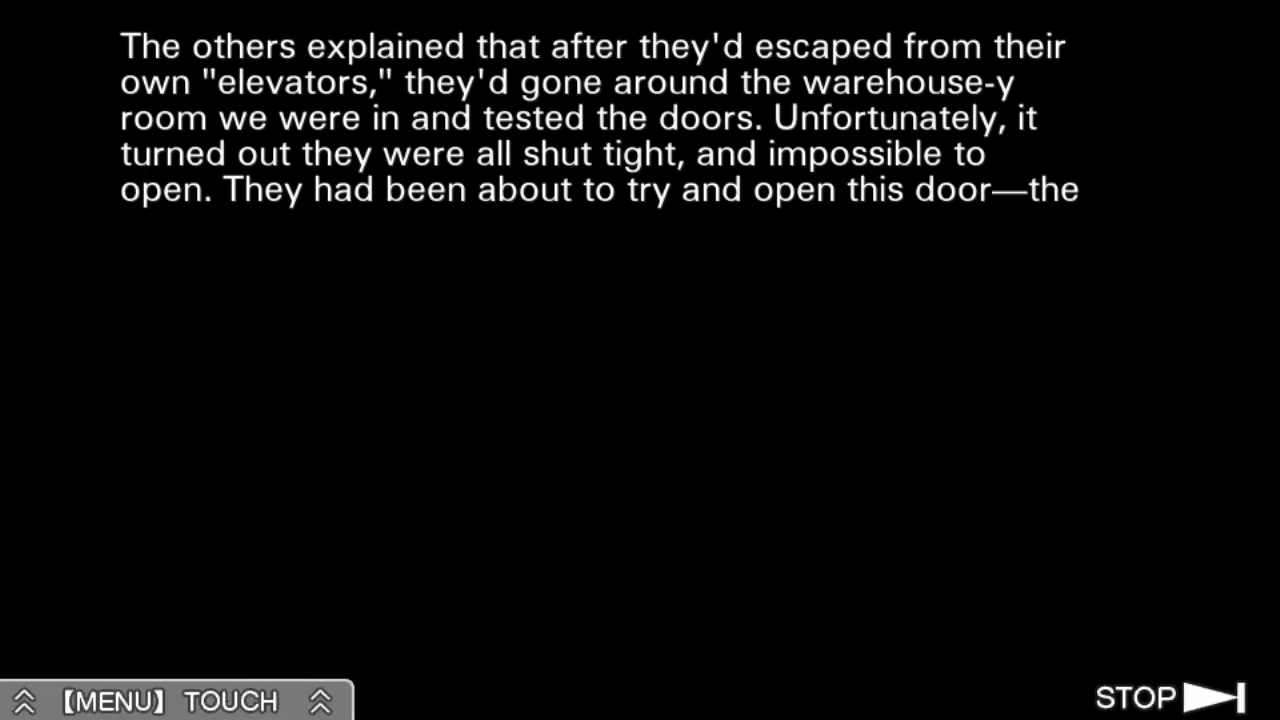 The others explained that after they'd escaped from their
own "elevators," they'd gone around the warehouse-y
room we were in and tested the doors. Unfortunately, it
turned out they were all shut tight, and impossible to
open. They had been about to try and open this door—the
【MENU】 TOUCH
STOP